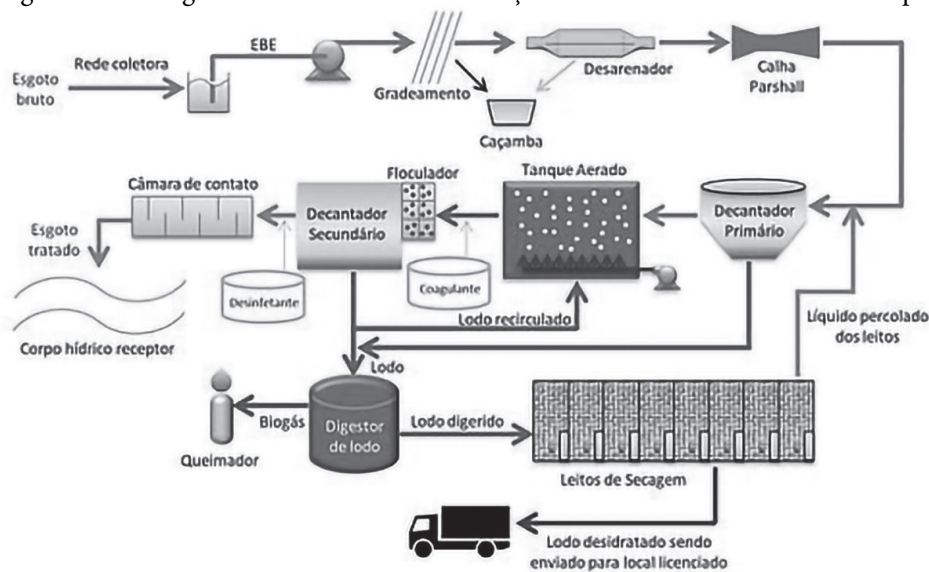 Rede coletora
Esgoto
bruto
EBE
Gradeamento
Caçamba
Desarenador
Calha
Parshall
Câmara de contato
Floculador
Tanque Aerado
Decantador
Primário
Decantador
Secundário
Esgoto
tratado
Desinfetante
Coagulante
Corpo hídrico receptor
Lodo recirculado
Líquido percolado
dos leitos
Lodo
Biogás
Digestor
de lodo
Lodo digerido
Queimador
Leitos de Secagem
Lodo desidratado sendo
enviado para local licenciado